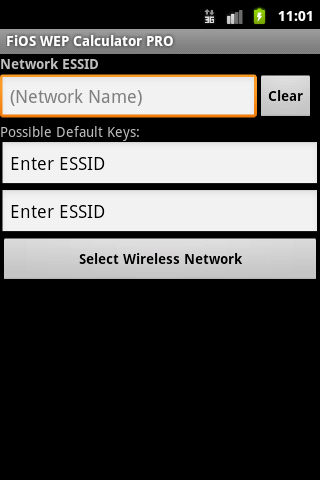 3G 11:01
FiOS WEP Calculator PRO
Network ESSID
(Network Name) Clear
Possible Default Keys:
Enter ESSID
Enter ESSID
Select Wireless Network